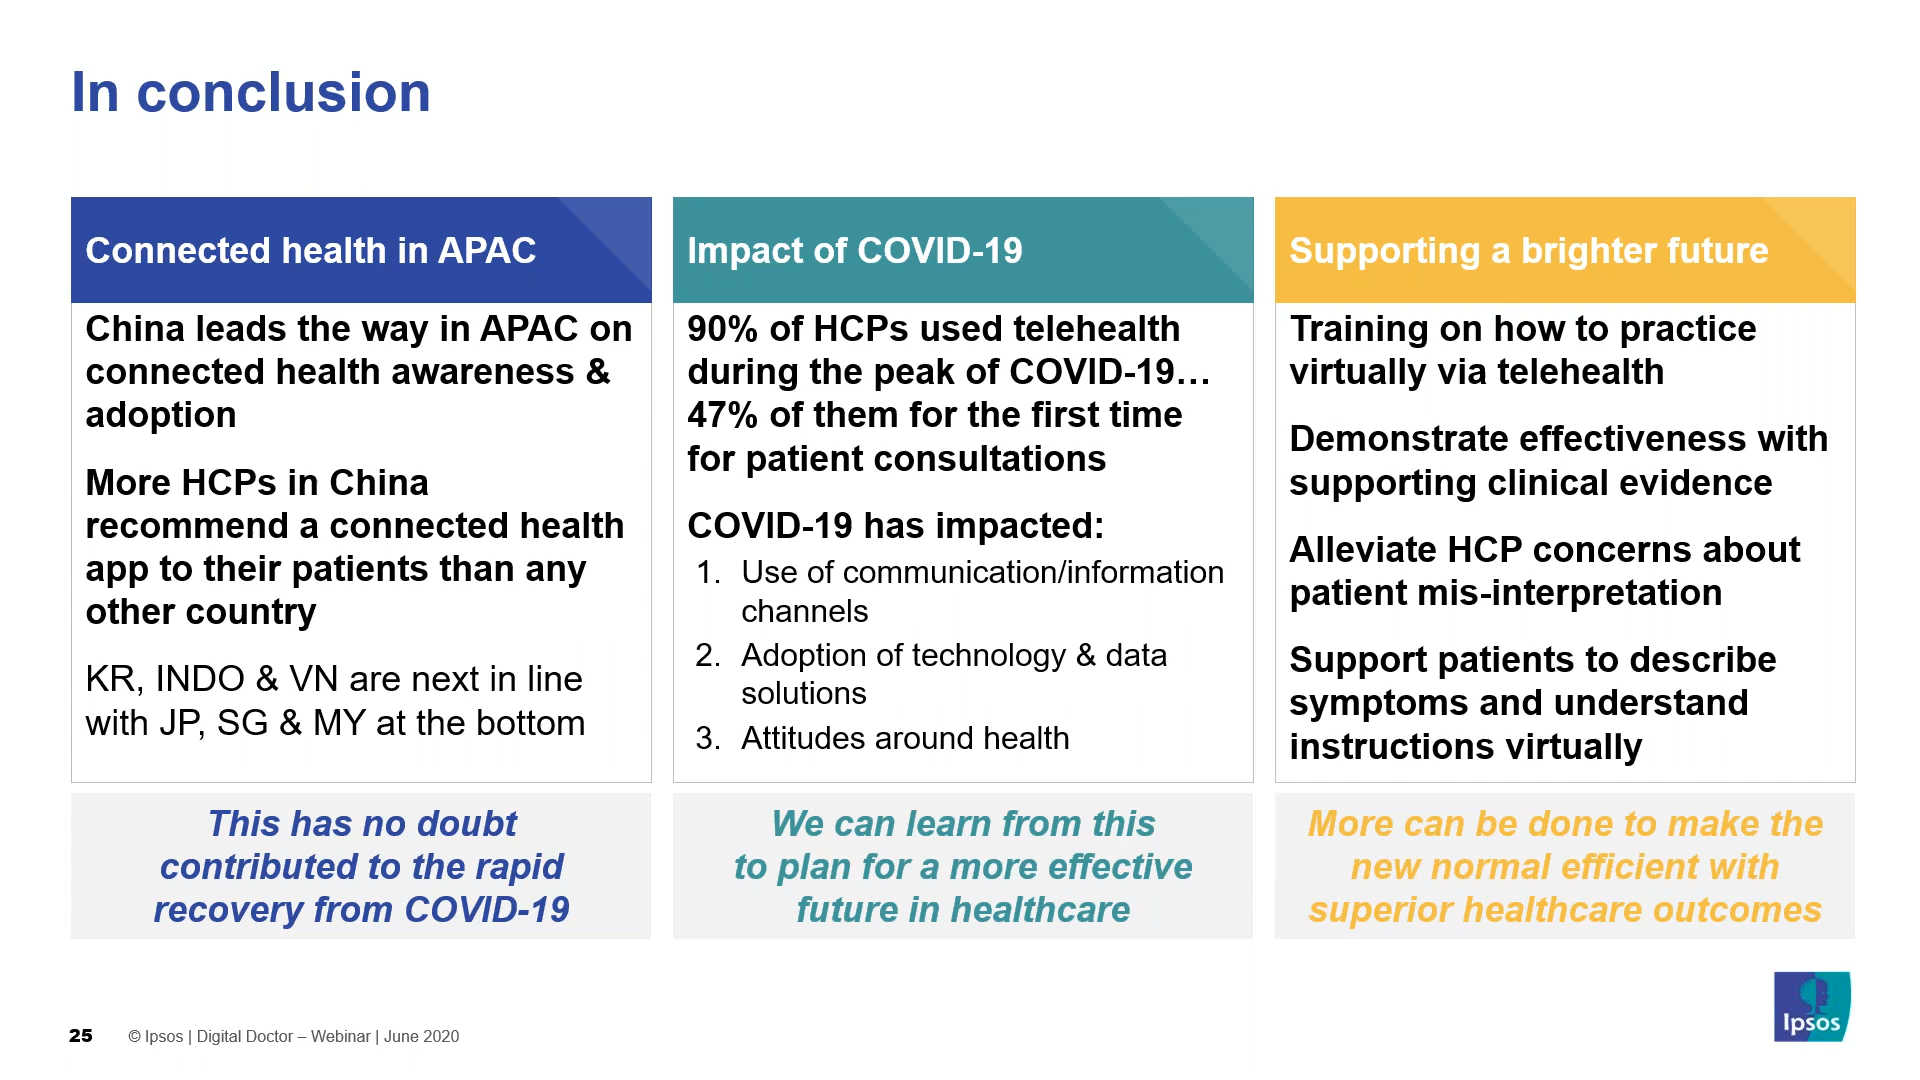 In conclusion
Connected health in APAC
China leads the way in APAC on
connected health awareness &
adoption
More HCPs in China
recommend a connected health
app to their patients than any
other country
KR, INDO & VN are next in line
with JP, SG & MY at the bottom
This has no doubt
contributed to the rapid
recovery from COVID-19
Impact of COVID-19
90% of HCPs used telehealth
during the peak of COVID-19…
47% of them for the first time
for patient consultations
COVID-19 has impacted:
1. Use of communication/information
channels
2. Adoption of technology & data
solutions
3. Attitudes around health
We can learn from this
to plan for a more effective
future in healthcare
Supporting a brighter future
Training on how to practice
virtually via telehealth
Demonstrate effectiveness with
supporting clinical evidence
Alleviate HCP concerns about
patient mis-interpretation
Support patients to describe
symptoms and understand
instructions virtually
More can be done to make the
new normal efficient with
superior healthcare outcomes
25 © Ipsos | Digital Doctor – Webinar | June 2020
Ipsos